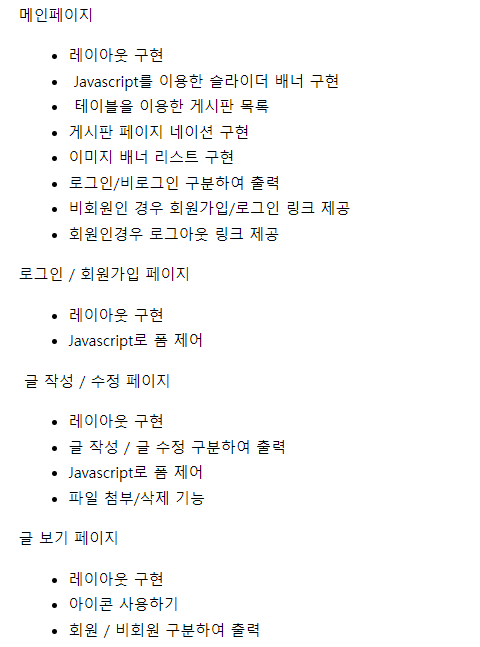 메인페이지
레이아웃 구현
Javascript를 이용한 슬라이더 배너 구현
테이블을 이용한 게시판 목록
게시판 페이지 네이션 구현
이미지 배너 리스트 구현
로그인/비로그인 구분하여 출력
비회원인 경우 회원가입/로그인 링크 제공
회원인경우 로그아웃 링크 제공
로그인 / 회원가입 페이지
레이아웃 구현
Javascript로 폼 제어
글 작성 / 수정 페이지
레이아웃 구현
글 작성 / 글 수정 구분하여 출력
Javascript로 폼 제어
파일 첨부/삭제 기능
글 보기 페이지
레이아웃 구현
아이콘 사용하기
회원 / 비회원 구분하여 출력